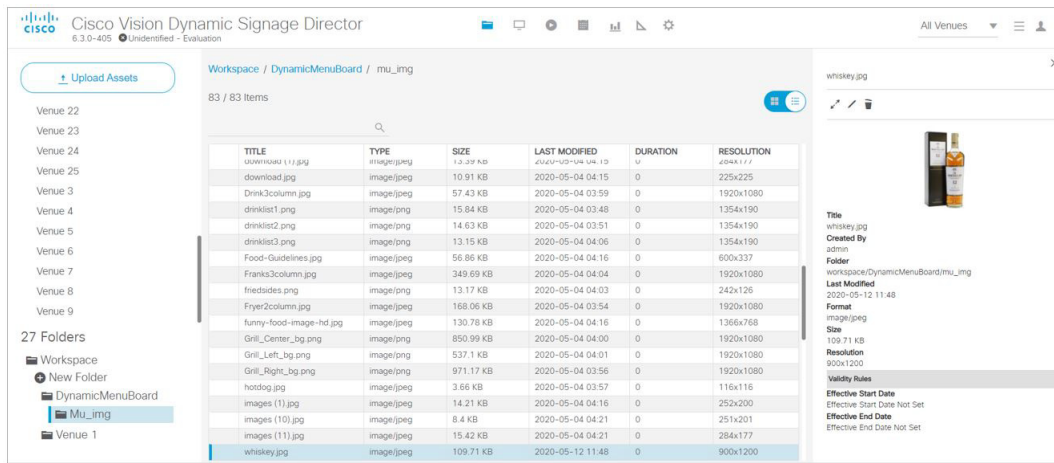 CISCO
Cisco Vision Dynamic Signage Director
6.3.0-405 Unidentified - Evaluation
All Venues
Upload Assets
Venue 22
Venue 23
Venue 24
Venue 25
Venue 3
Venue 4
Venue 5
Venue 6
Venue 7
Venue 8
Venue 9
27 Folders
Workspace
New Folder
DynamicMenuBoard
Mu_img
Venue 1
Workspace / DynamicMenuBoard / mu_img
83 / 83 Items
TITLE TYPE SIZE LAST MODIFIED DURATION RESOLUTION
download (1).jpg image/jpeg 13.39 KB 2020-05-04 04:15 0 284x177
download.jpg image/jpeg 10.91 KB 2020-05-04 04:15 0 225x225
Drink3column.jpg image/jpeg 57.43 KB 2020-05-04 03:59 0 1920x1080
drinklist1.png image/png 15.84 KB 2020-05-04 03:48 0 1354x190
drinklist2.png image/png 14.63 KB 2020-05-04 03:51 0 1354x190
drinklist3.png image/png 13.15 KB 2020-05-04 04:06 0 1354x190
Food-Guidelines.jpg image/jpeg 56.86 KB 2020-05-04 04:16 0 600x337
Franks3column.jpg image/jpeg 349.69 KB 2020-05-04 04:04 0 1920x1080
friedsides.png image/png 13.17 KB 2020-05-04 04:03 0 242x126
Fryer2column.jpg image/jpeg 168.06 KB 2020-05-04 03:54 0 1920x1080
funny-food-image-hd.jpg image/jpeg 130.78 KB 2020-05-04 04:16 0 1366x768
Grill_Center_bg.png image/png 850.99 KB 2020-05-04 04:00 0 1920x1080
Grill_Left_bg.png image/png 537.1 KB 2020-05-04 04:01 0 1920x1080
Grill_Right_bg.png image/png 971.17 KB 2020-05-04 03:56 0 1920x1080
hotdog.jpg image/jpeg 3.66 KB 2020-05-04 03:57 0 116x116
images (1).jpg image/jpeg 14.21 KB 2020-05-04 04:16 0 252x200
images (10).jpg image/jpeg 8.4 KB 2020-05-04 04:21 0 251x201
images (11).jpg image/jpeg 15.42 KB 2020-05-04 04:21 0 284x177
whiskey.jpg image/jpeg 109.71 KB 2020-05-12 11:48 0 900x1200
whiskey.jpg
Title
whiskey.jpg
Created By
admin
Folder
workspace/DynamicMenuBoard/mu_img
Last Modified
2020-05-12 11:48
Format
image/jpeg
Size
109.71 KB
Resolution
900x1200
Validity Rules
Effective Start Date
Effective Start Date Not Set
Effective End Date
Effective End Date Not Set